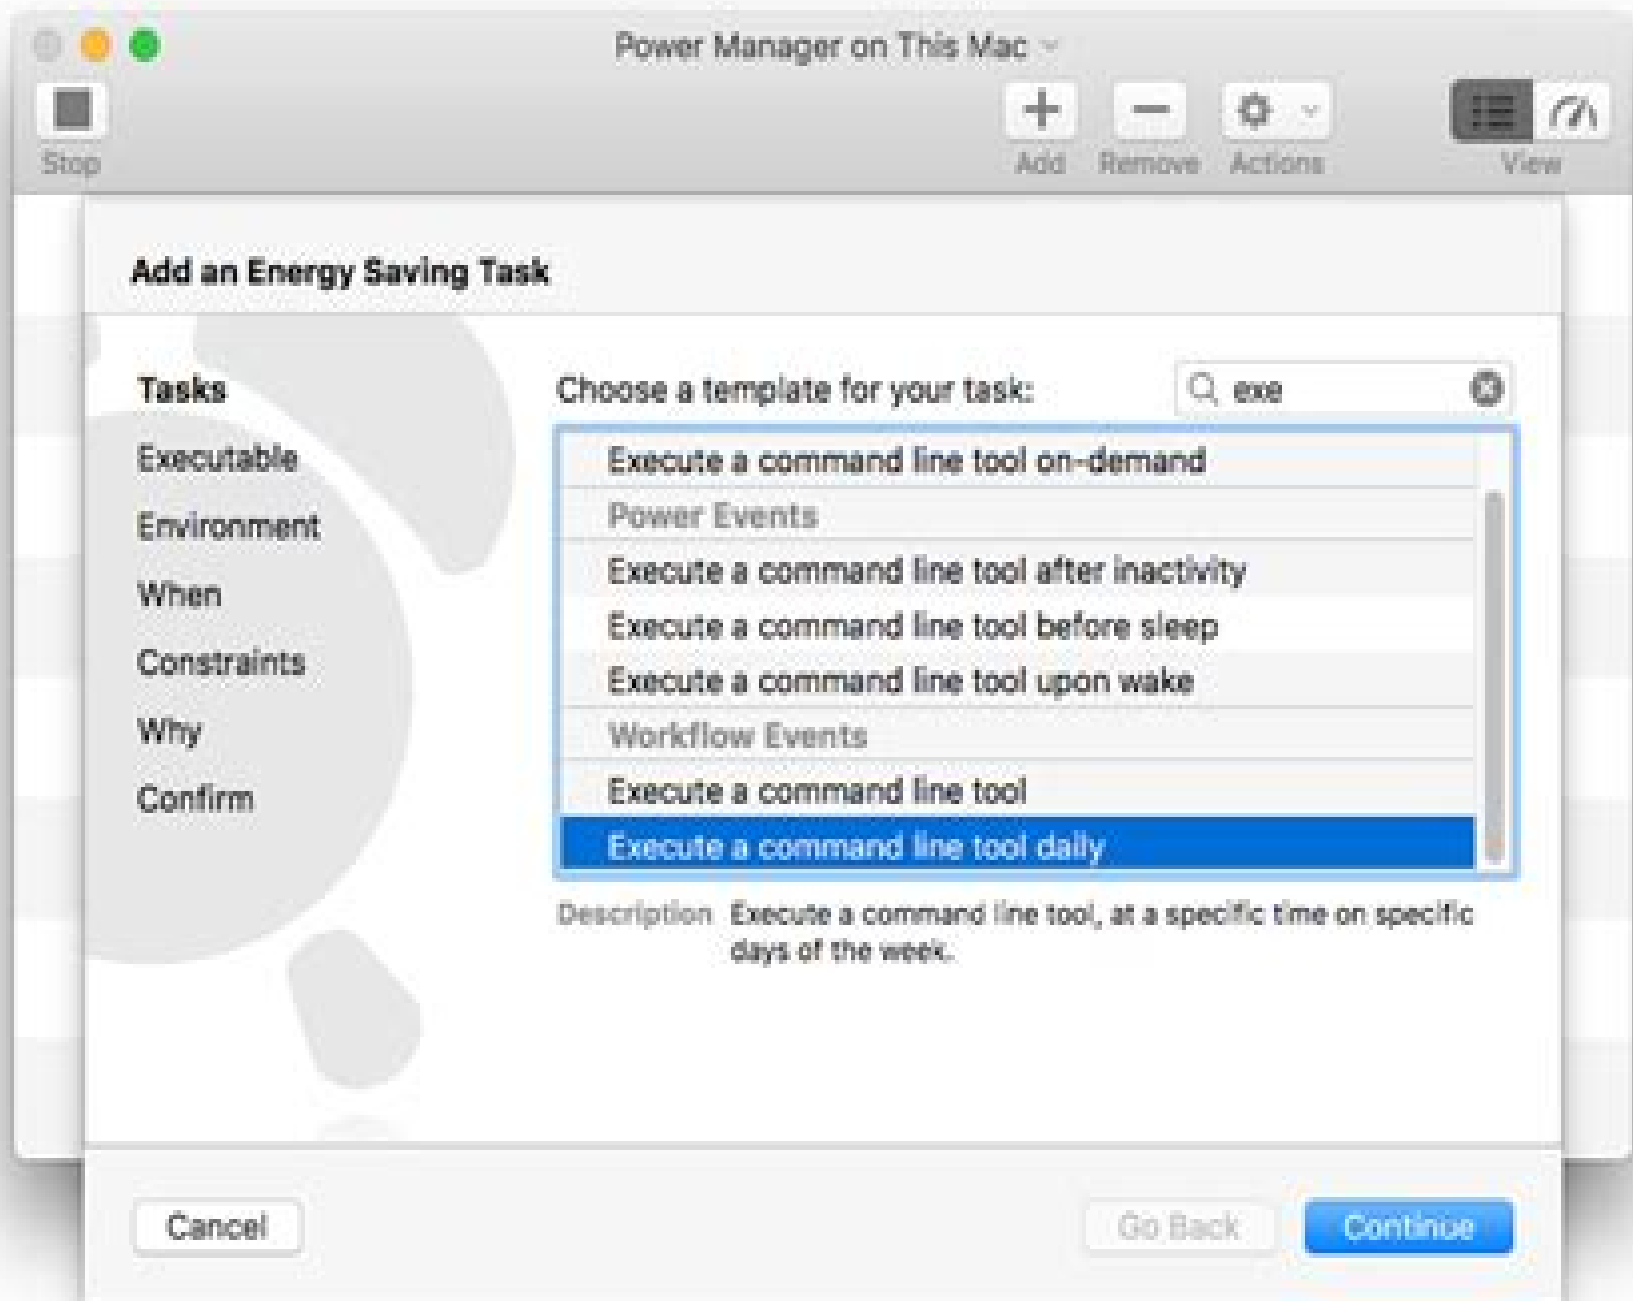 Power Manager on This Mac
Stop
Add
Remove
Actions
View
Add an Energy Saving Task
Tasks
Executable
Environment
When
Constraints
Why
Confirm
Choose a template for your task:
exe
Execute a command line tool on-demand
Power Events
Execute a command line tool after inactivity
Execute a command line tool before sleep
Execute a command line tool upon wake
Workflow Events
Execute a command line tool
Execute a command line tool daily
Description Execute a command line tool, at a specific time on specific
days of the week.
Cancel
Go Back
Continue